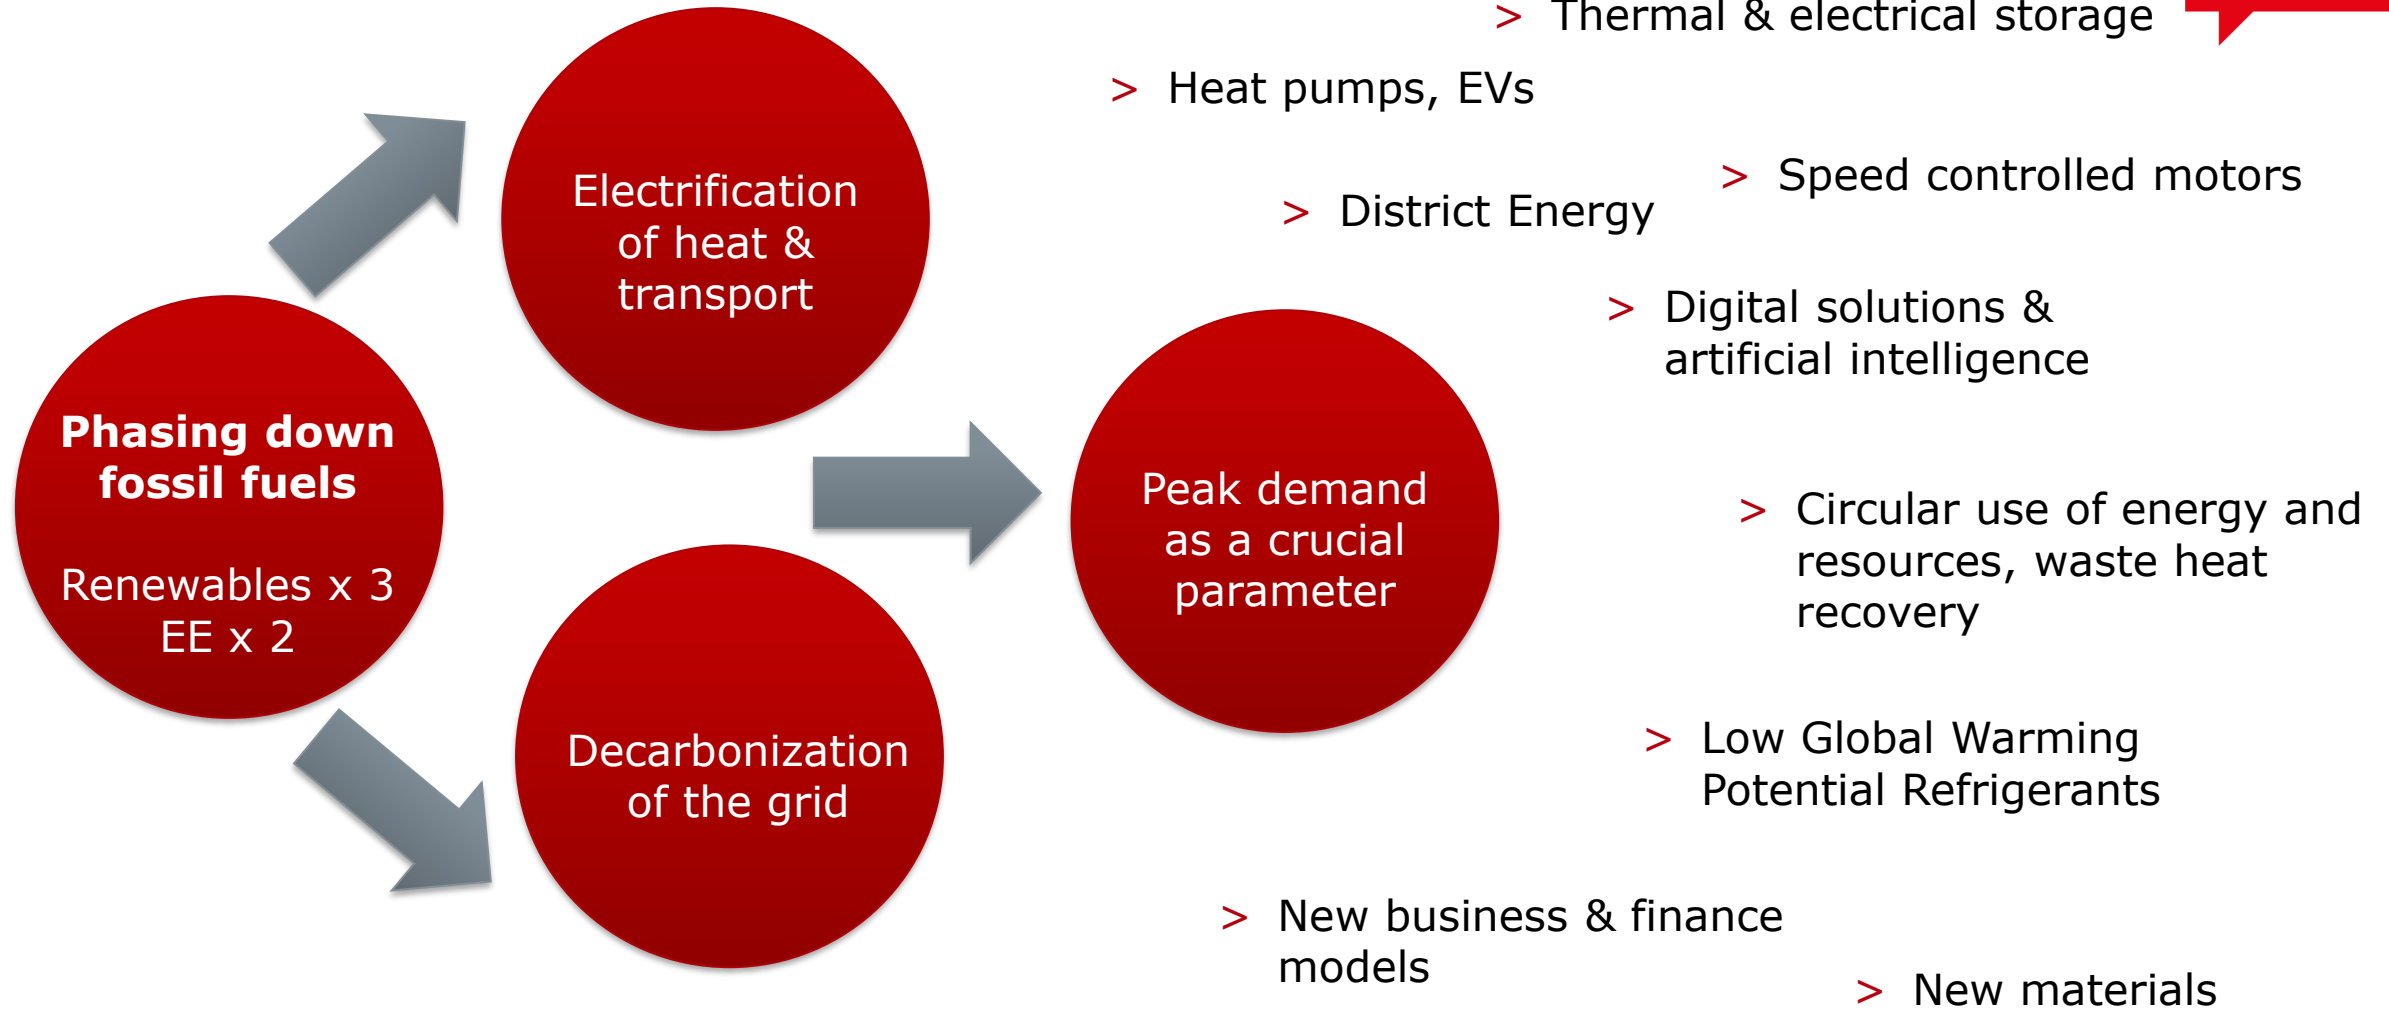 Phasing down
fossil fuels
Renewables x 3
EE x 2
Electrification
of heat &
transport
Decarbonization
of the grid
Peak demand
as a crucial
parameter
> Thermal & electrical storage
> Heat pumps, EVs
> Speed controlled motors
> District Energy
> Digital solutions &
artificial intelligence
> Circular use of energy and
resources, waste heat
recovery
> Low Global Warming
Potential Refrigerants
> New business & finance
models
> New materials